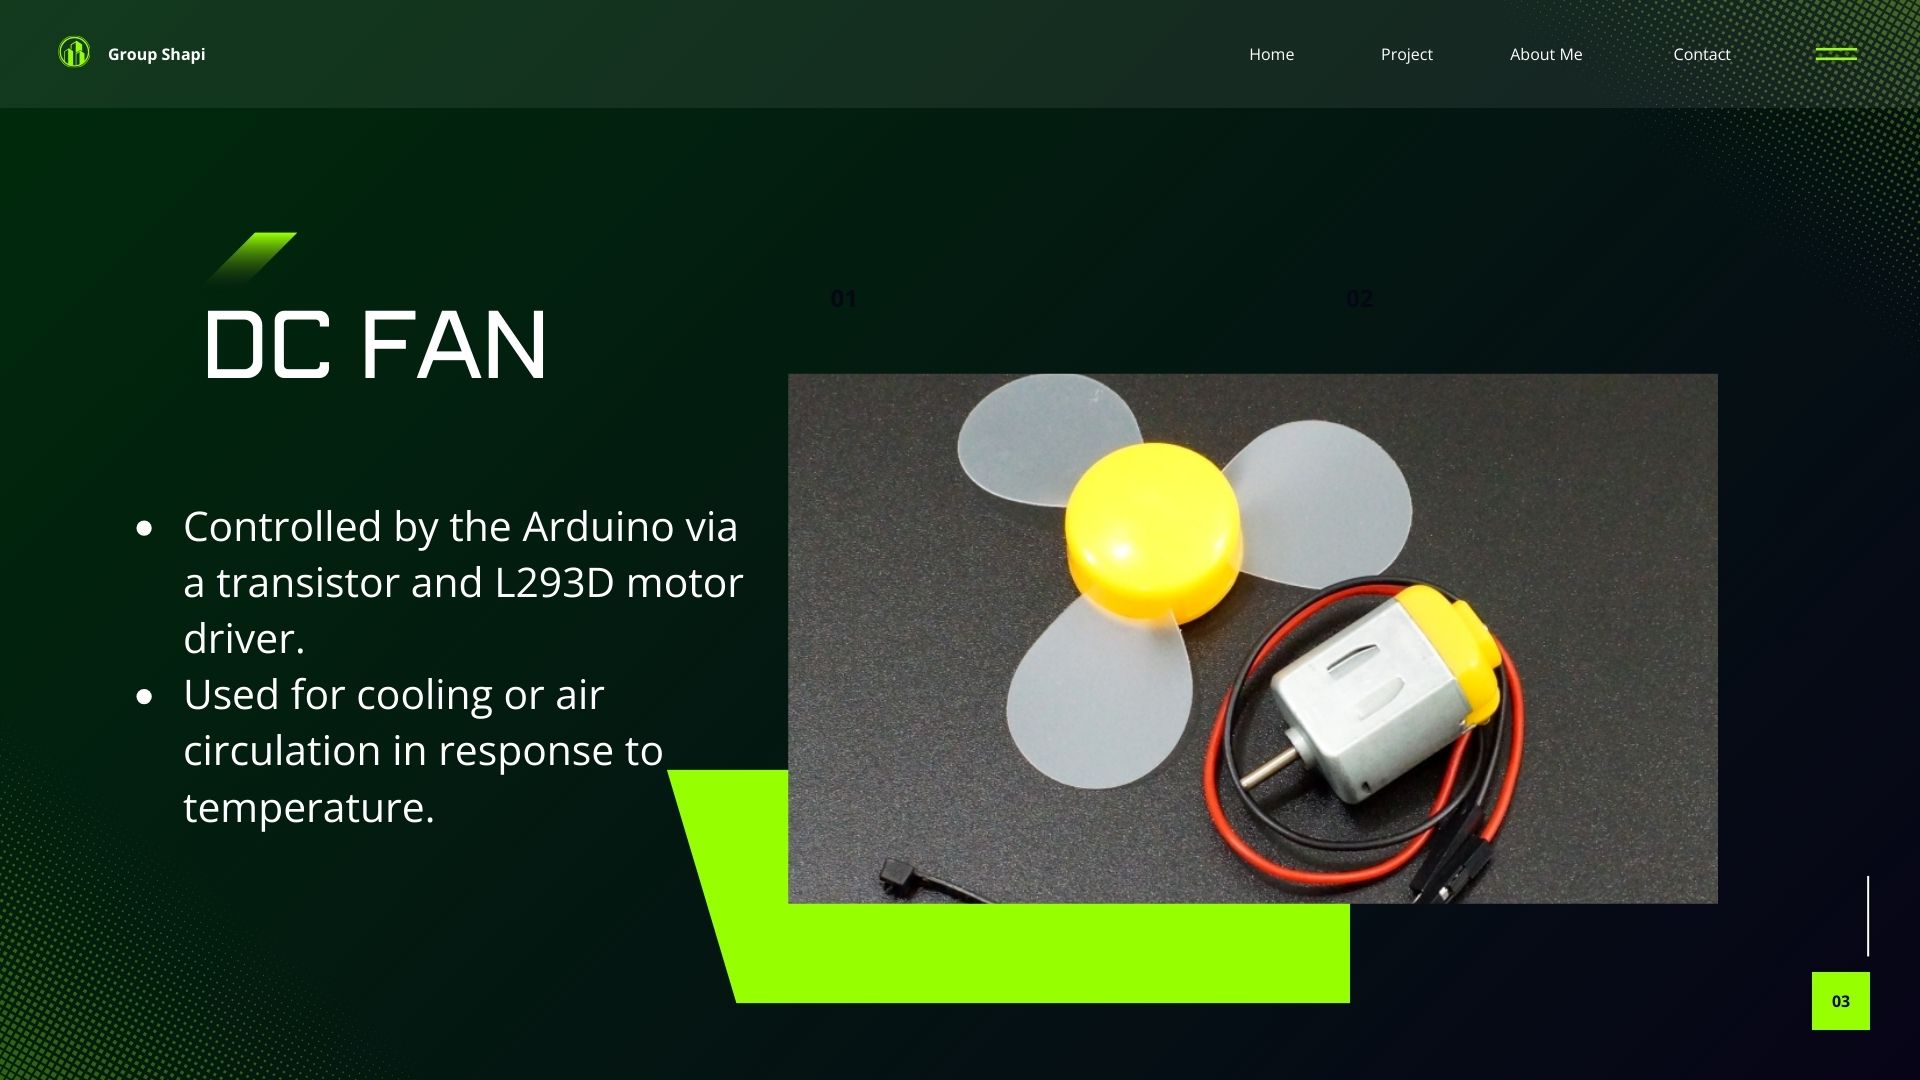 Group Shapi
Home
Project
About Me
Contact
DC FAN
01
02
• Controlled by the Arduino via
a transistor and L293D motor
driver.
• Used for cooling or air
circulation in response to
temperature.
03